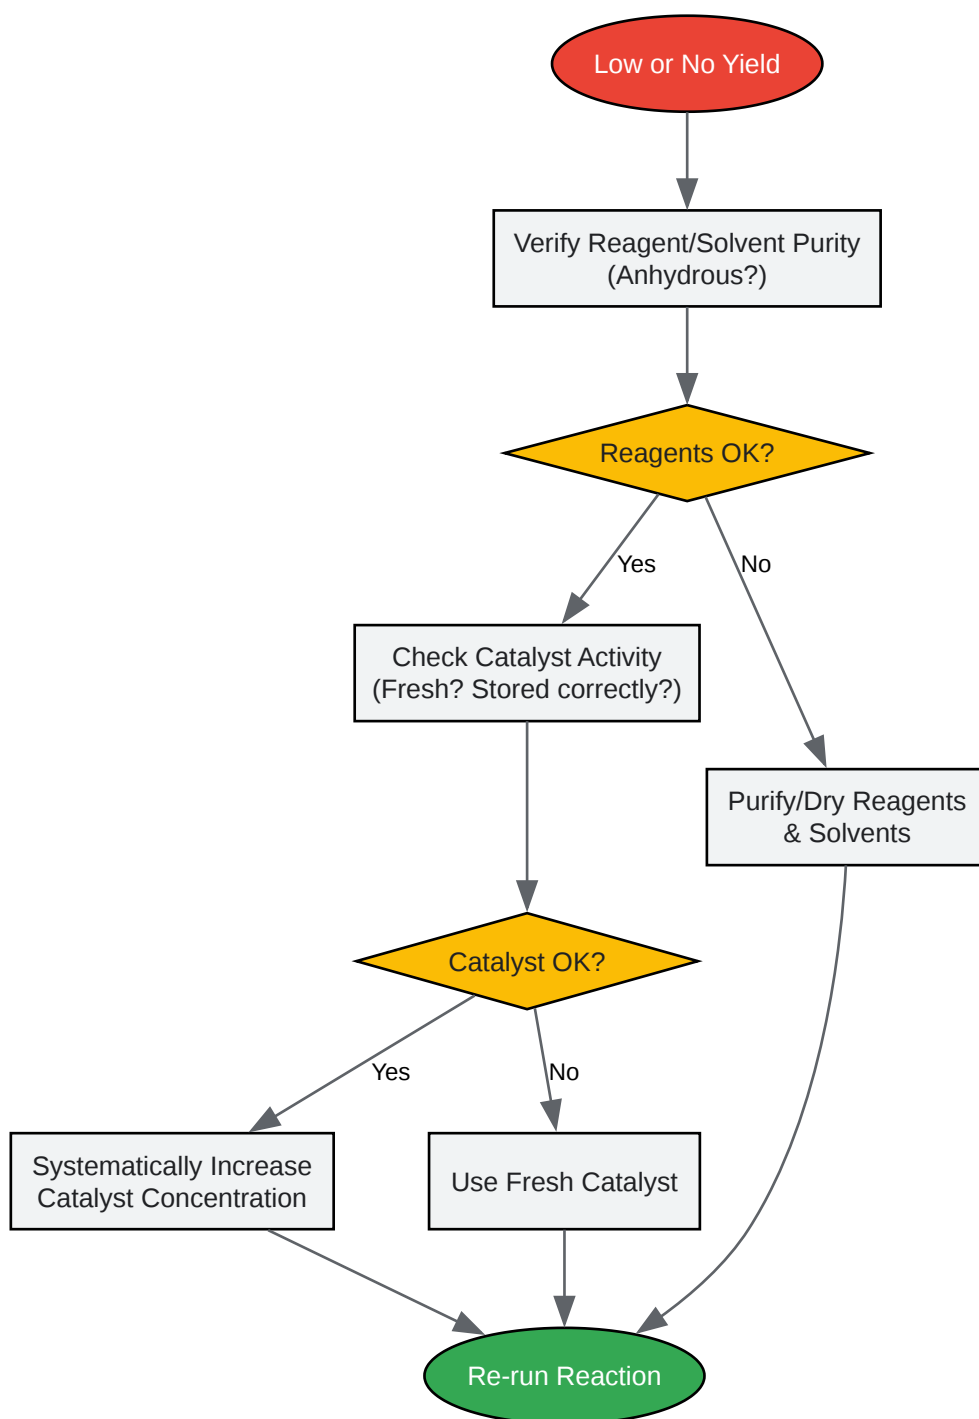 Low or No Yield
Verify Reagent/Solvent Purity
(Anhydrous?)
Reagents OK?
Yes
No
Check Catalyst Activity
(Fresh? Stored correctly?)
Purify/Dry Reagents
& Solvents
Catalyst OK?
Yes
No
Systematically Increase
Catalyst Concentration
Use Fresh Catalyst
Re-run Reaction